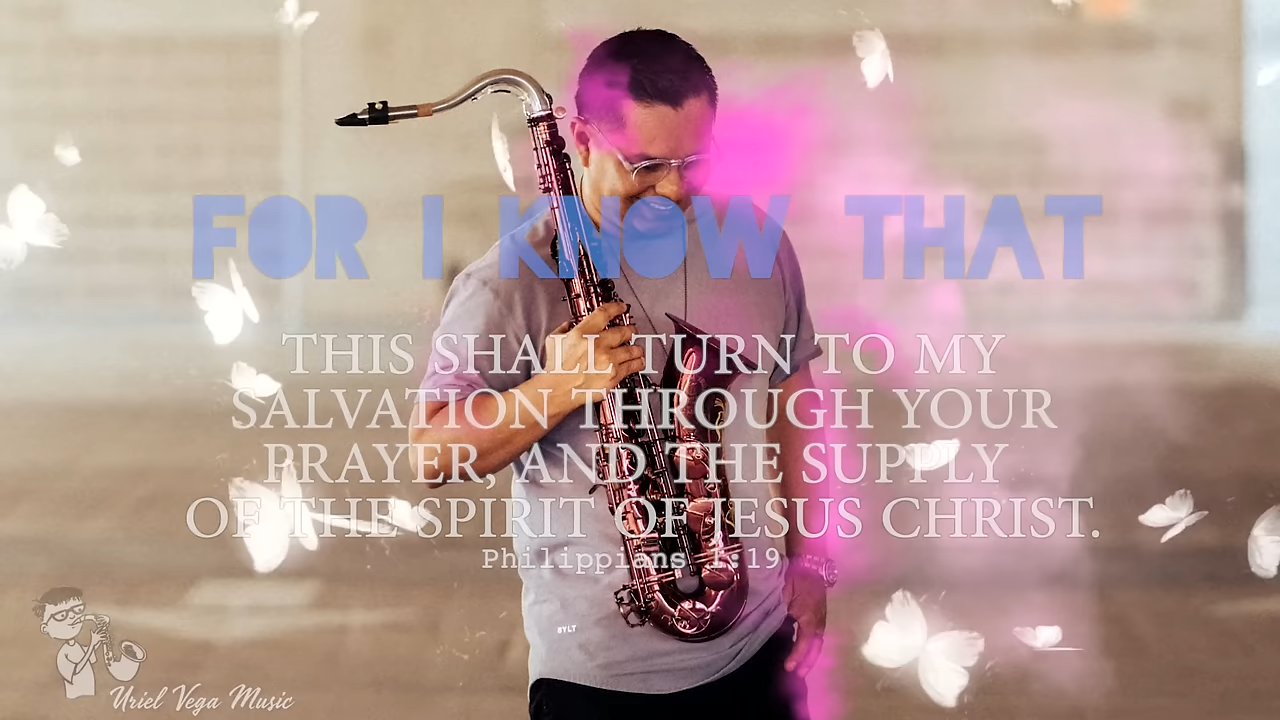 FOR I KNOW THAT
THIS SHALL TURN TO MY
SALVATION THROUGH YOUR
PRAYER, AND THE SUPPLY
OF THE SPIRIT OF JESUS CHRIST.
Philippians 1:19
BYLT
Uriel Vega Music